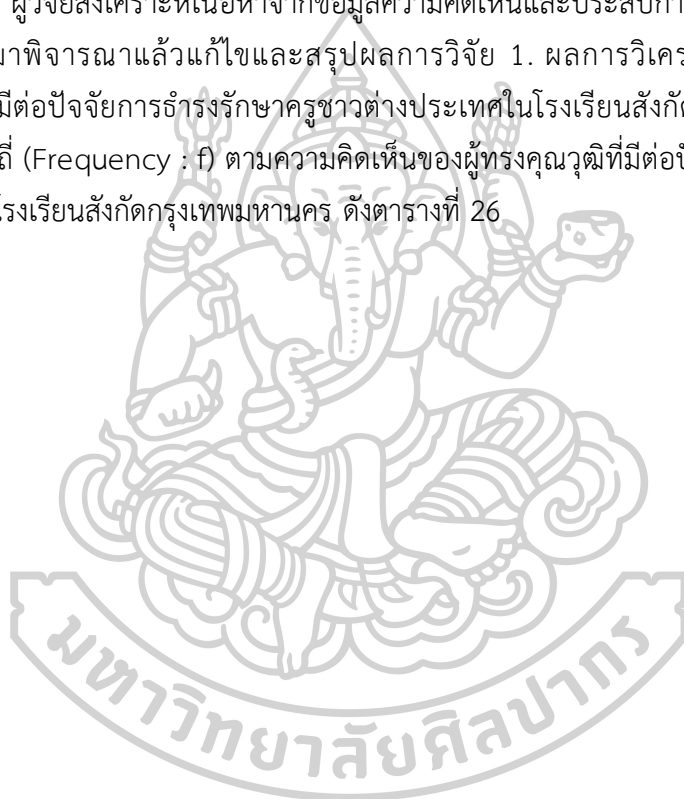 ผู้วิจัยสังเคราะห์เนื้อหาจากข้อมูลความคิดเห็นและประสบกา
มาพิจารณาแล้วแก้ไขและสรุปผลการวิจัย 1. ผลการวิเคร
มีต่อปัจจัยการธำรงรักษาครูชาวต่างประเทศในโรงเรียนสังกัด
ถี่ (Frequency : f) ตามความคิดเห็นของผู้ทรงคุณวุฒิที่มีต่อปั
โรงเรียนสังกัดกรุงเทพมหานคร ดังตารางที่ 26
มหาวิทยาลัยศิลปากร